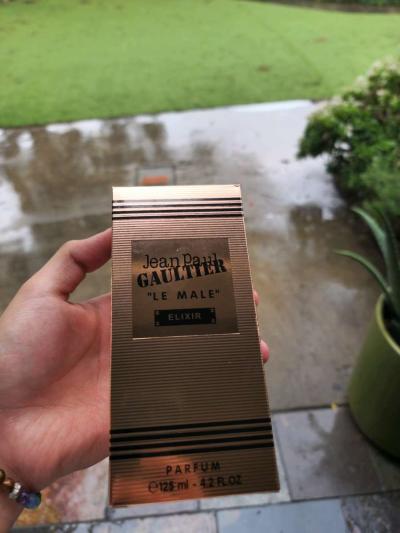 Jean Paul
GAULTIER
"LE MALE"
ELIXIR
PARFUM
℮125 ml - 4.2 FL.OZ